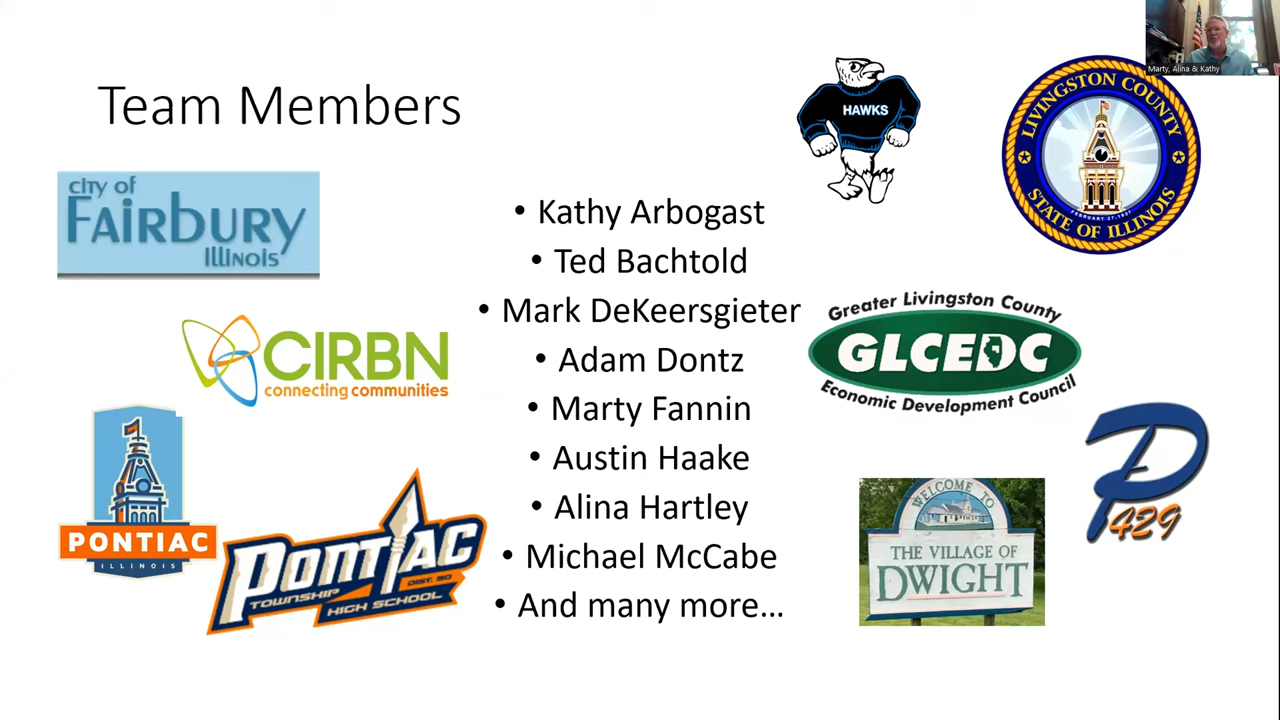 Team Members
Marty, Alina & Kathy
HAWKS
LIVINGSTON COUNTY
STATE OF ILLINOIS
FEBRUARY 27, 1837
city of
Fairbury
Illinois
• Kathy Arbogast
• Ted Bachtold
• Mark DeKeersgieter
• Adam Dontz
• Marty Fannin
• Austin Haake
• Alina Hartley
• Michael McCabe
• And many more...
CIRBN
connecting communities
Greater Livingston County
GLCEDC
Economic Development Council
PONTIAC
ILLINOIS
PONTIAC
TOWNSHIP
DIST. 90
HIGH SCHOOL
WELCOME TO
THE VILLAGE OF
DWIGHT
P
429